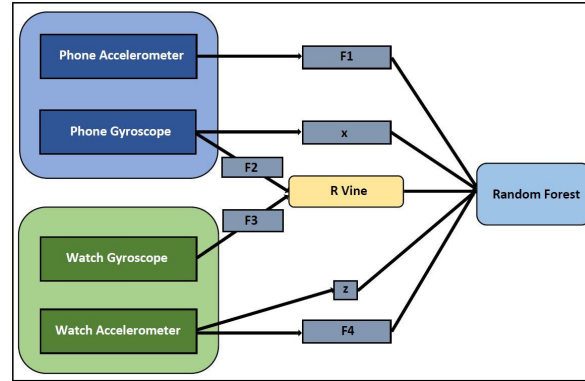 Phone Accelerometer
F1
Phone Gyroscope
x
F2
R Vine
Random Forest
F3
Watch Gyroscope
z
Watch Accelerometer
F4